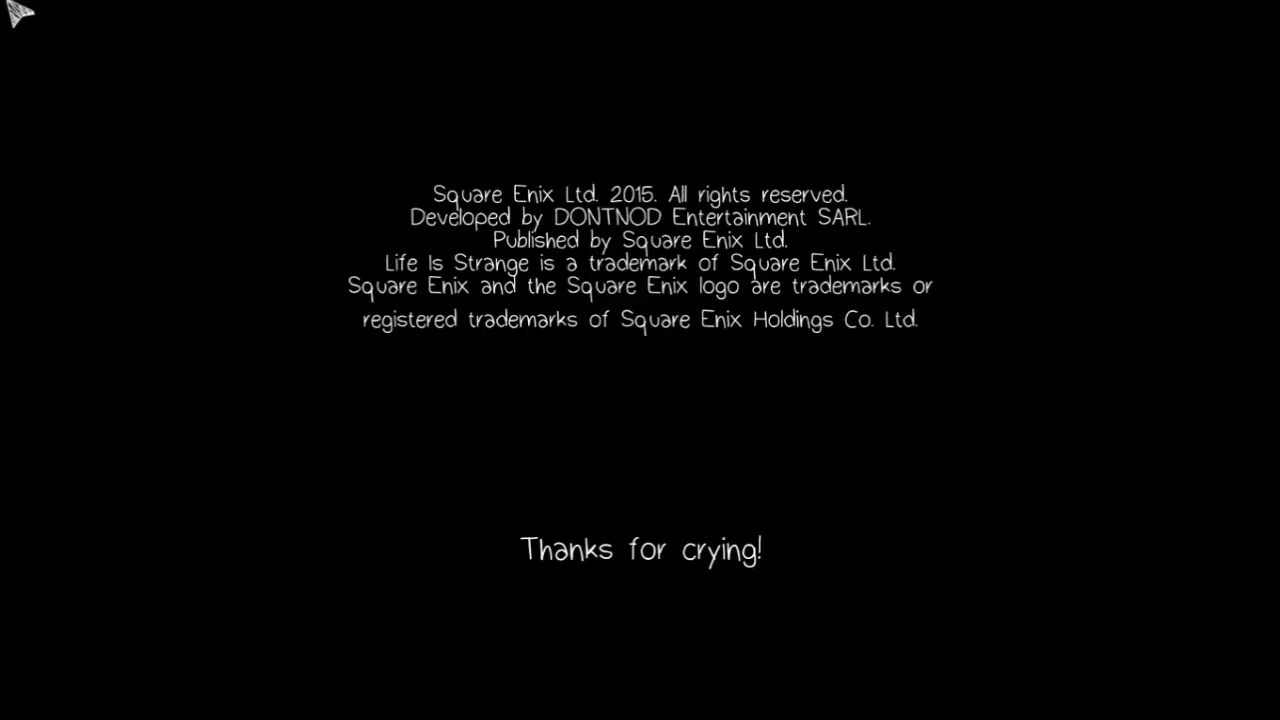 Square Enix Ltd. 2015. All rights reserved.
Developed by DONTNOD Entertainment SARL.
Published by Square Enix Ltd.
Life Is Strange is a trademark of Square Enix Ltd.
Square Enix and the Square Enix logo are trademarks or
registered trademarks of Square Enix Holdings Co. Ltd.
Thanks for crying!